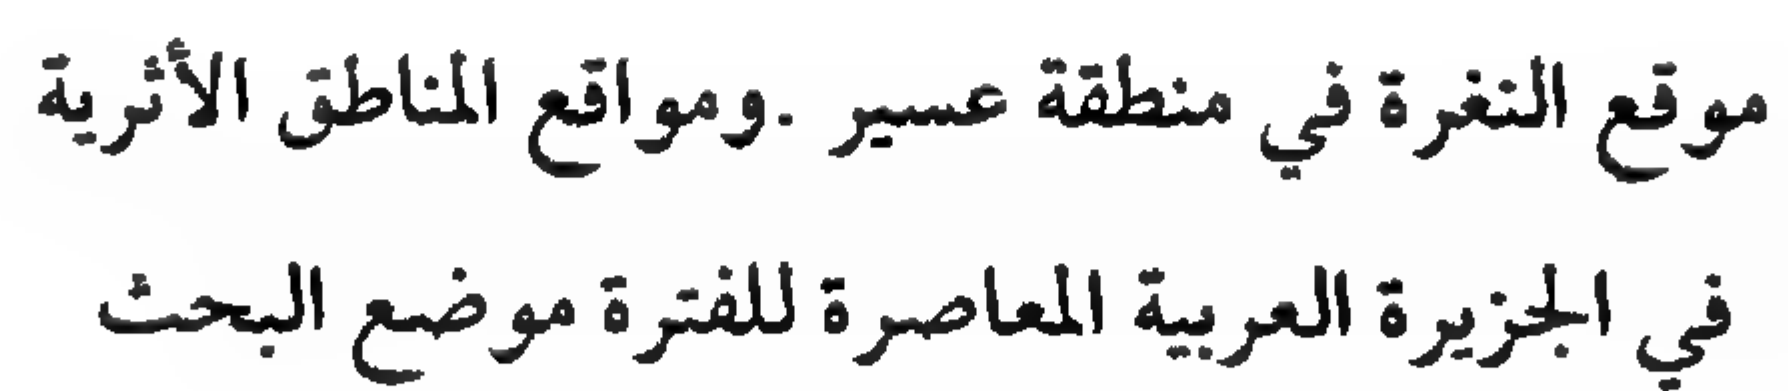 موقع النغرة في منطقة عسير .ومواقع المناطق الأثرية
في الجزيرة العربية المعاصرة للفترة موضع البحث